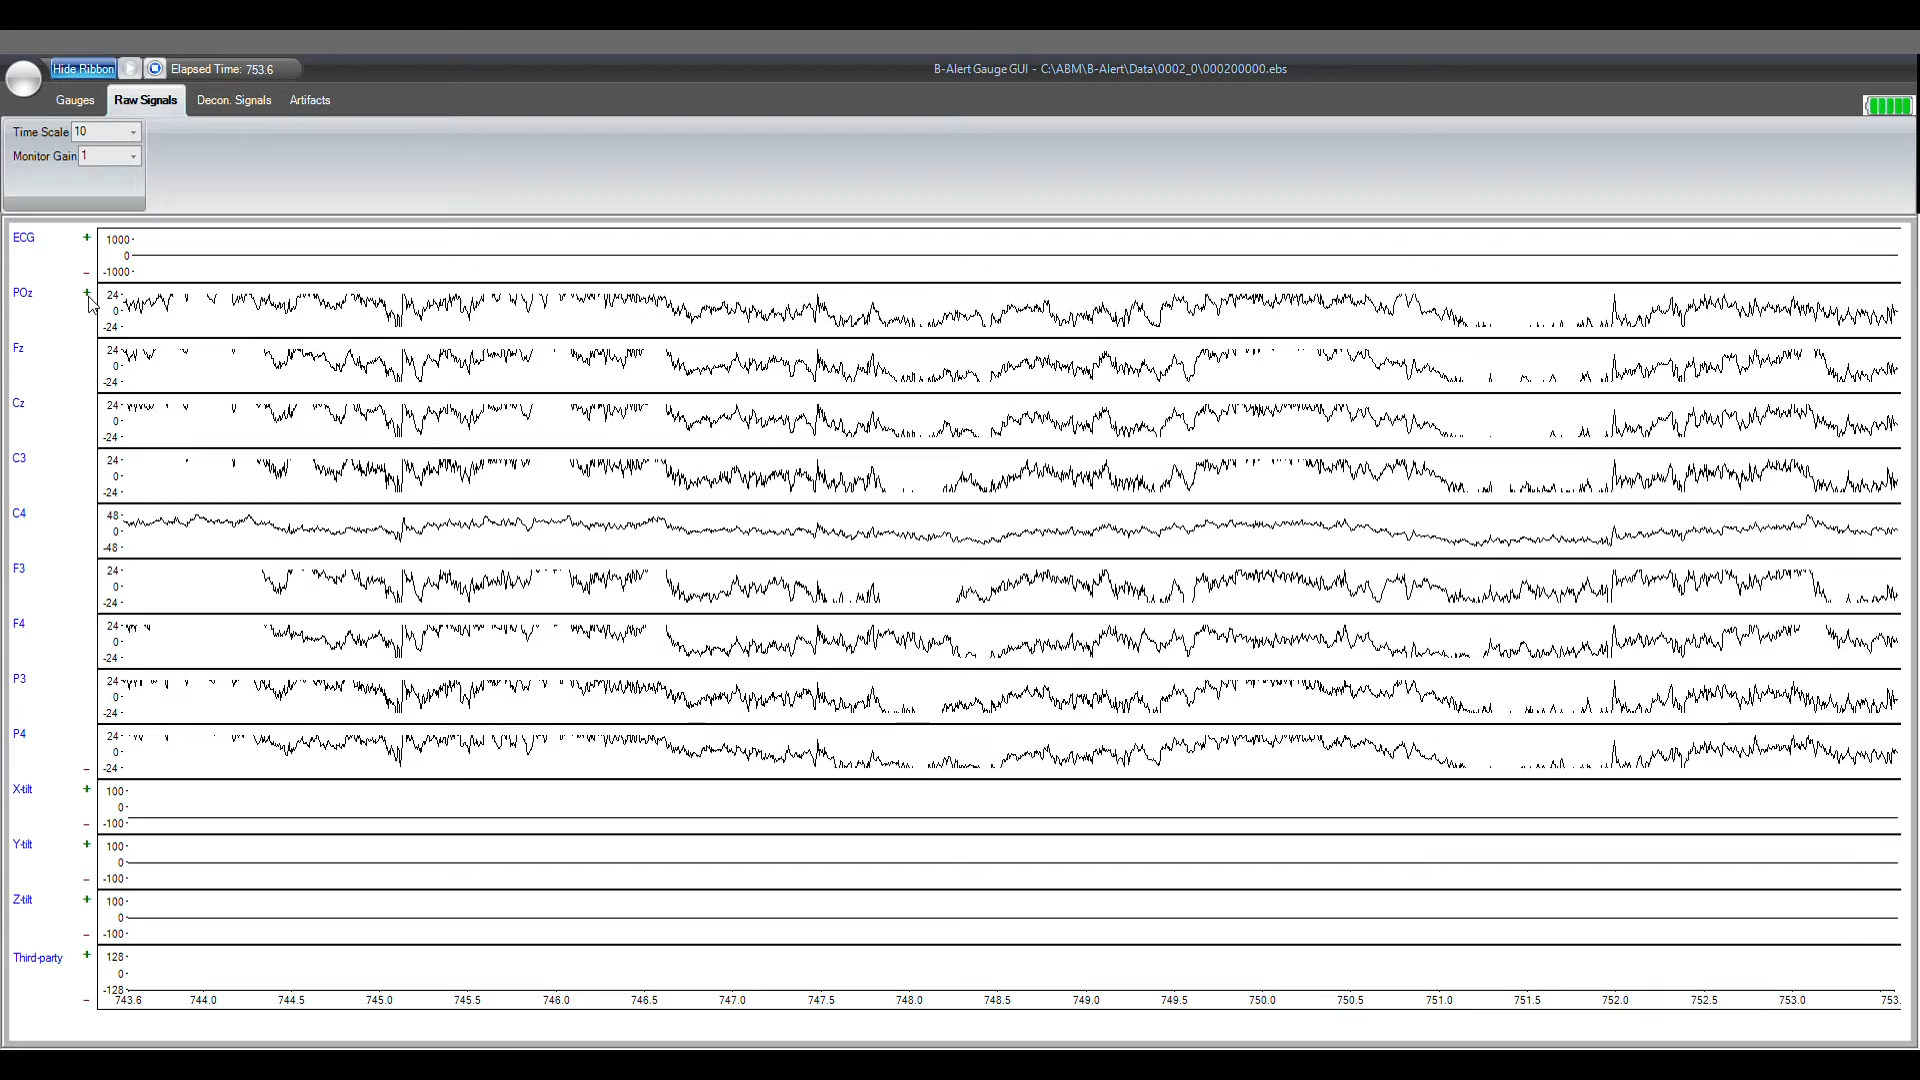 Hide Ribbon Elapsed Time: 753.6 B-Alert Gauge GUI - C:\ABM\B-Alert\Data\0002_0\000200000.ebs
Gauges Raw Signals Decon. Signals Artifacts
Time Scale 10
Monitor Gain 1
ECG + 1000
0
- -1000
POz + 24
0
-24
Fz 24
0
-24
Cz 24
0
-24
C3 24
0
-24
C4 48
0
-48
F3 24
0
-24
F4 24
0
-24
P3 24
0
-24
P4 24
0
- -24
X-tilt + 100
0
- -100
Y-tilt + 100
0
- -100
Z-tilt + 100
0
- -100
Third-party + 128
0
- -128
743.6 744.0 744.5 745.0 745.5 746.0 746.5 747.0 747.5 748.0 748.5 749.0 749.5 750.0 750.5 751.0 751.5 752.0 752.5 753.0 753.